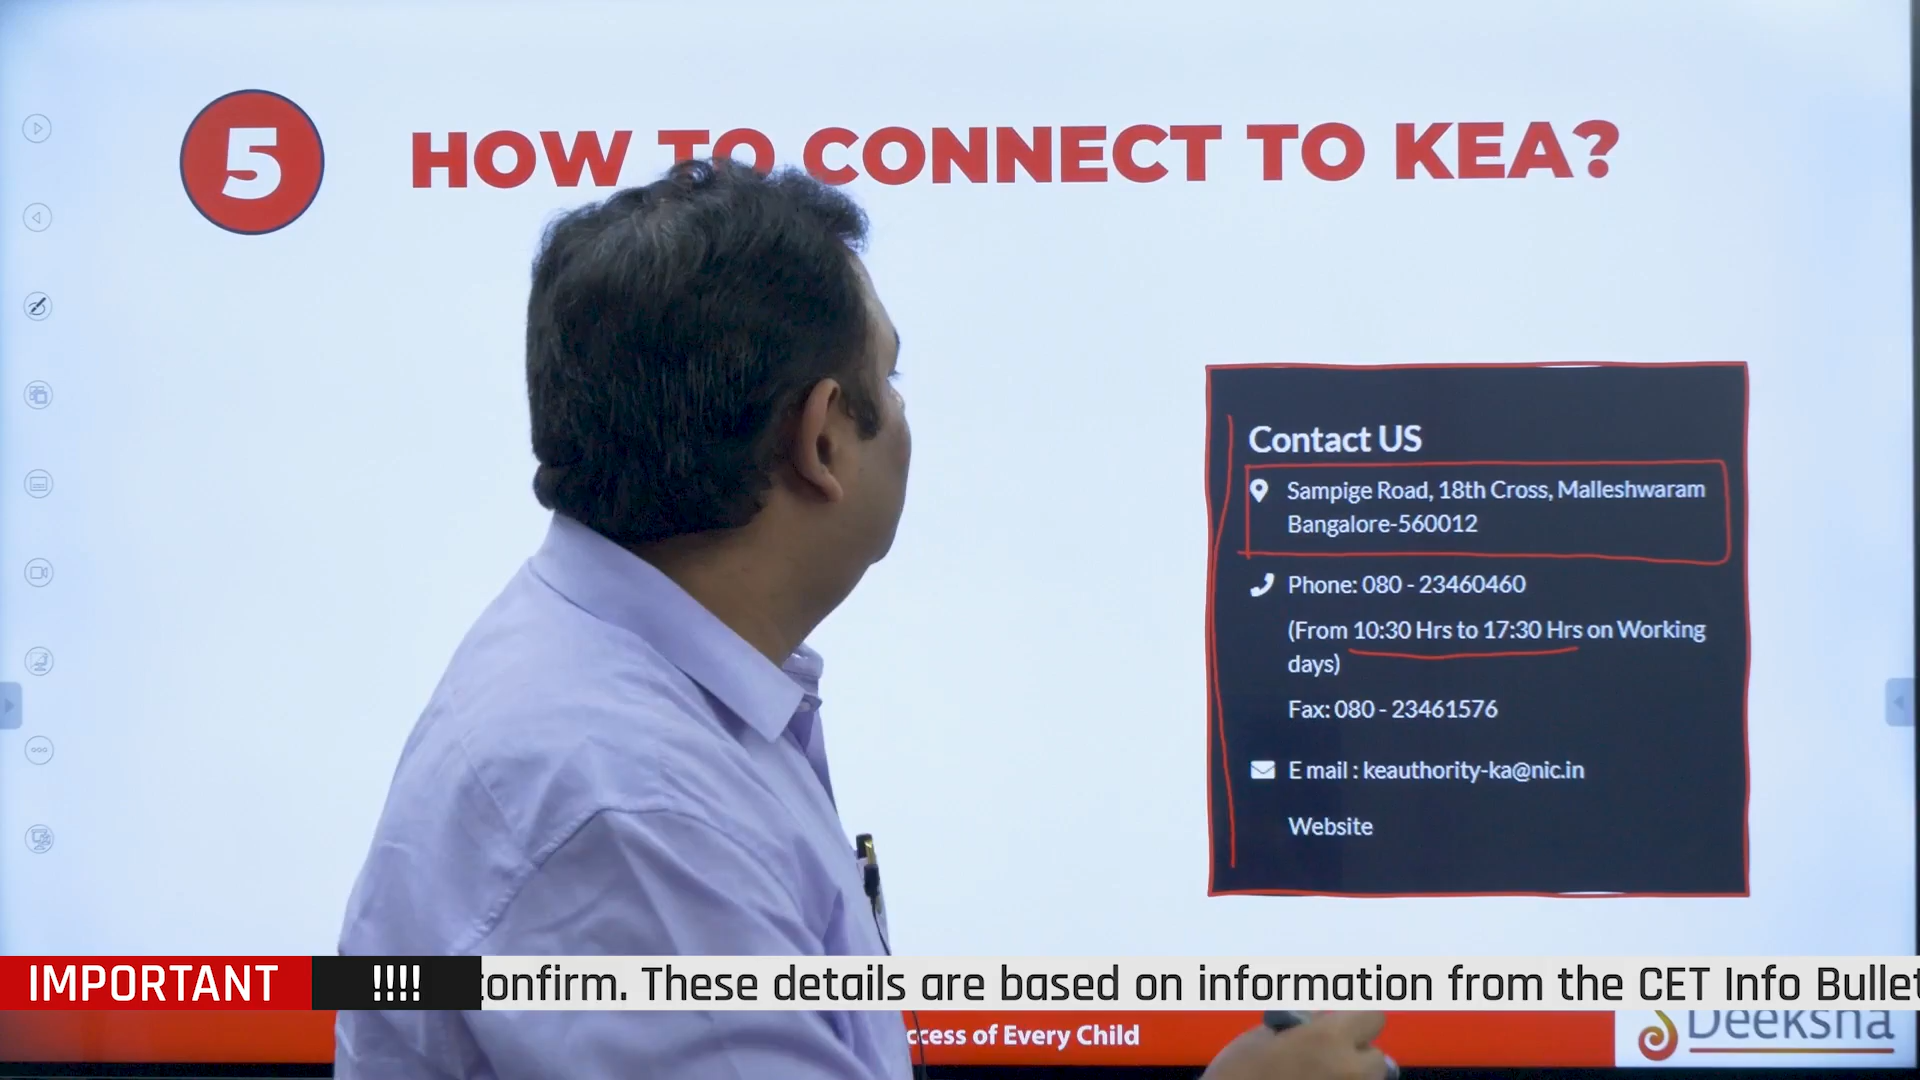 5
HOW TO CONNECT TO KEA?
Contact US
Sampige Road, 18th Cross, Malleshwaram
Bangalore-560012
Phone: 080 - 23460460
(From 10:30 Hrs to 17:30 Hrs on Working
days)
Fax: 080 - 23461576
E mail : keauthority-ka@nic.in
Website
IMPORTANT !!!! confirm. These details are based on information from the CET Info Bullet
ccess of Every Child
Deeksha